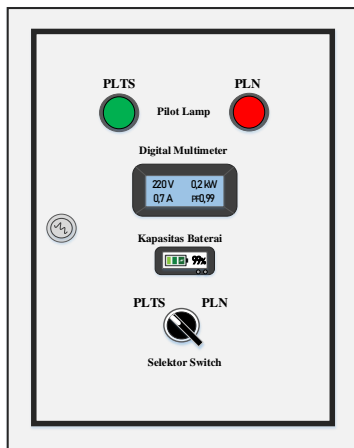 PLTS PLN
Pilot Lamp
Digital Multimeter
220 V 0,2 kW
0,7 A PF0,99
Kapasitas Baterai
99%
PLTS PLN
Selektor Switch